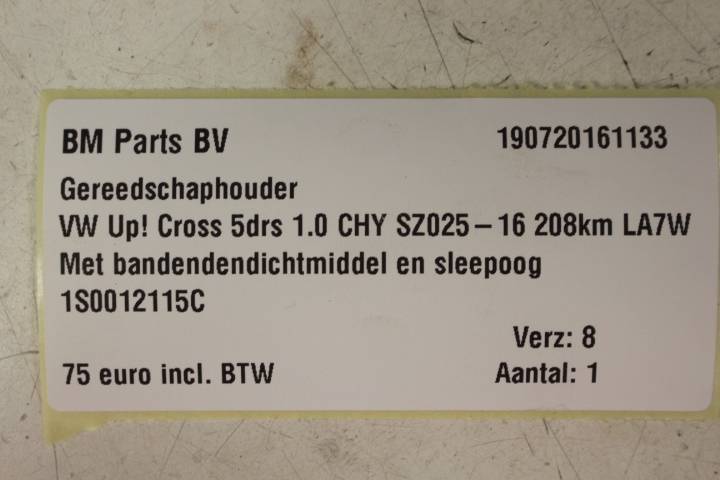 BM Parts BV 190720161133
Gereedschaphouder
VW Up! Cross 5drs 1.0 CHY SZ025-16 208km LA7W
Met bandendendichtmiddel en sleepoog
1S0012115C
Verz: 8
75 euro incl. BTW Aantal: 1